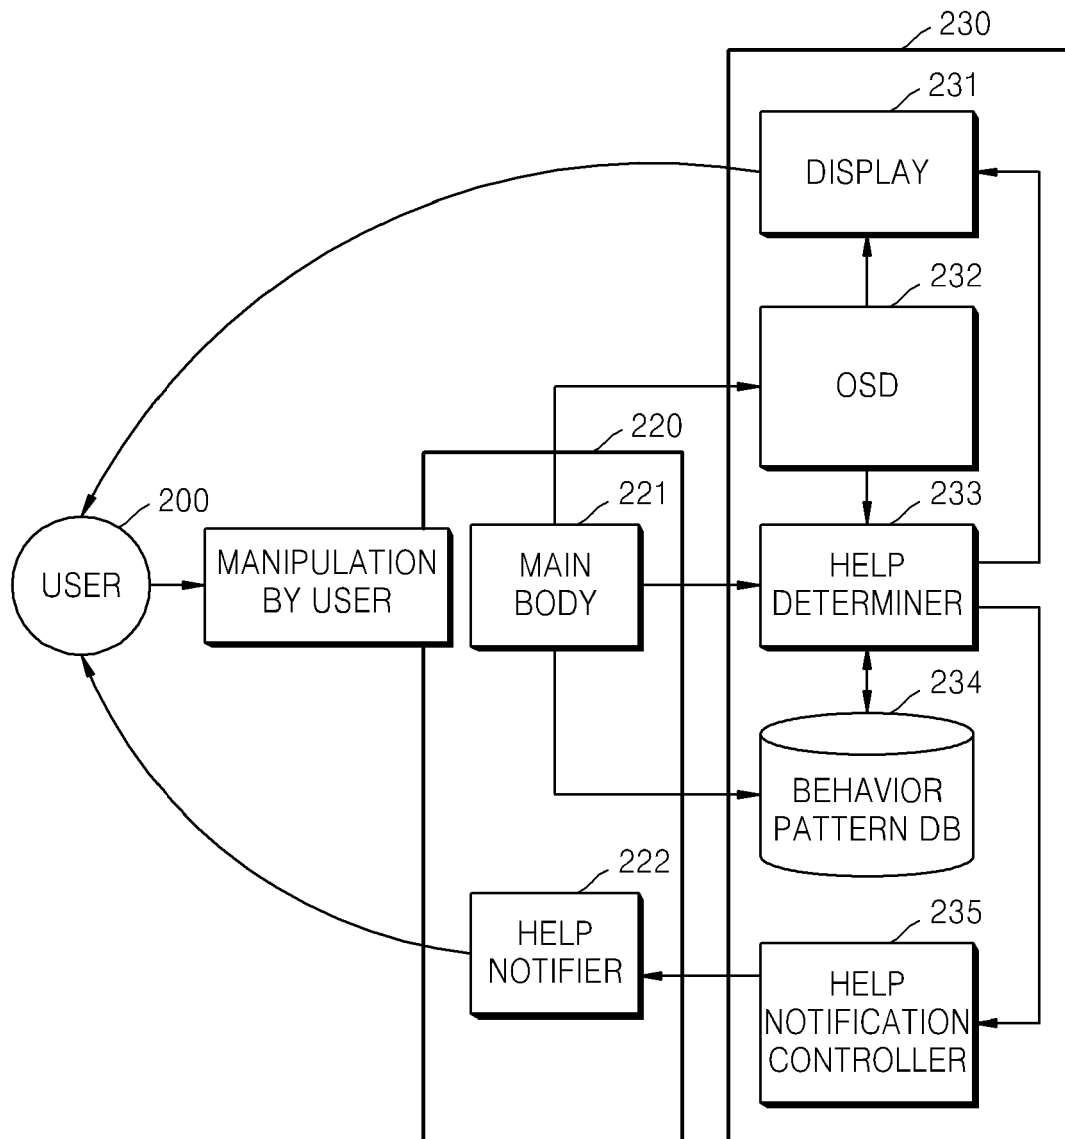 230
231
DISPLAY
232
OSD
220
200
221
233
USER
MANIPULATION
BY USER
MAIN
BODY
HELP
DETERMINER
234
BEHAVIOR
PATTERN DB
222
HELP
NOTIFIER
235
HELP
NOTIFICATION
CONTROLLER